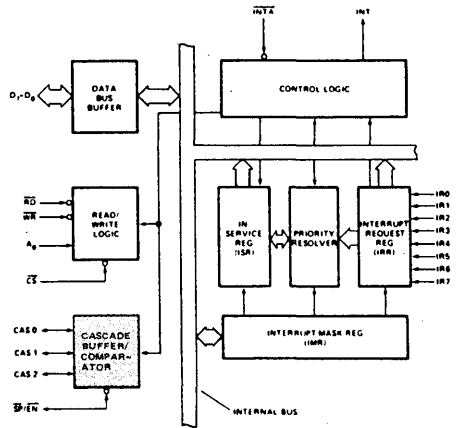 INTA INT
DATA
BUS
BUFFER
D7-D0
CONTROL LOGIC
RD
WR
A0
CS
READ/
WRITE
LOGIC
IN
SERVICE
REG
(ISR)
PRIORITY
RESOLVER
INTERRUPT
REQUEST
REG
(IRR)
IR0
IR1
IR2
IR3
IR4
IR5
IR6
IR7
CAS 0
CAS 1
CAS 2
SP/EN
CASCADE
BUFFER/
COMPAR-
ATOR
INTERRUPT MASK REG
(IMR)
INTERNAL BUS